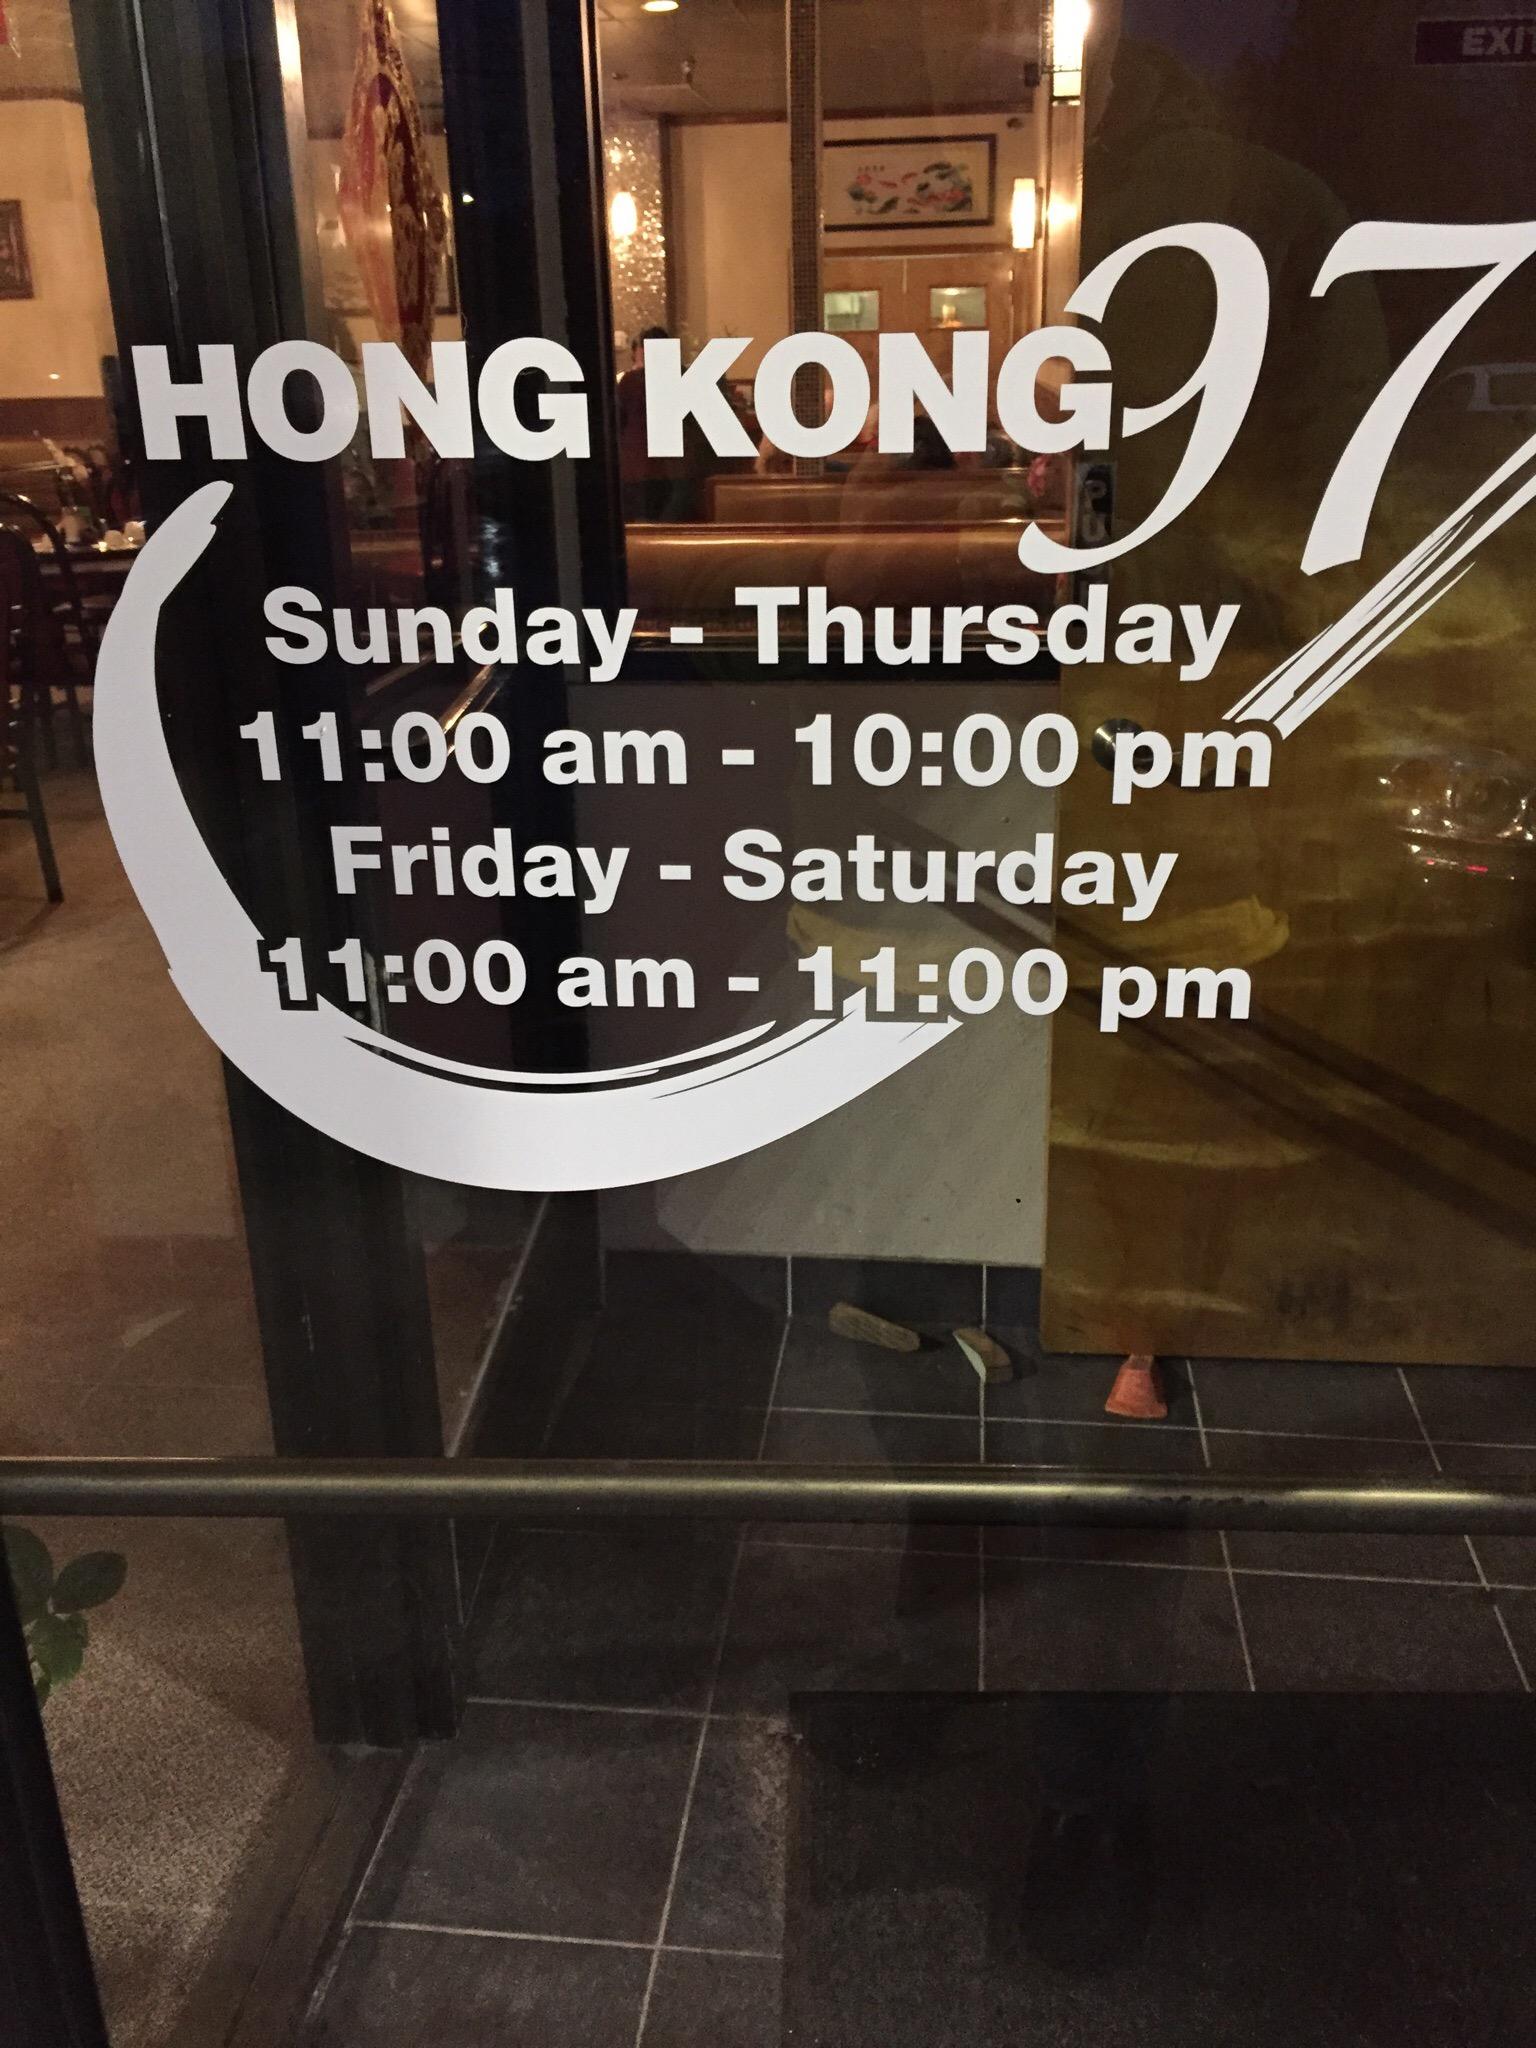 EXIT
HONG KONG 97
Sunday - Thursday
11:00 am - 10:00 pm
Friday - Saturday
11:00 am - 11:00 pm